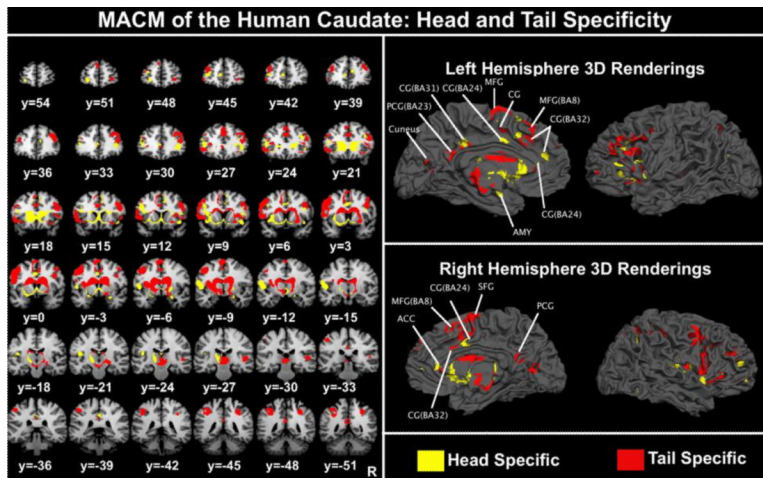 MACM of the Human Caudate: Head and Tail Specificity
y=54 y=51 y=48 y=45 y=42 y=39
y=36 y=33 y=30 y=27 y=24 y=21
y=18 y=15 y=12 y=9 y=6 y=3
y=0 y=-3 y=-6 y=-9 y=-12 y=-15
y=-18 y=-21 y=-24 y=-27 y=-30 y=-33
y=-36 y=-39 y=-42 y=-45 y=-48 y=-51
R
Left Hemisphere 3D Renderings
MFG
CG(BA31) CG(BA24) CG
PCG(BA23) MFG(BA8)
CG(BA32)
Cuneus
CG(BA24)
AMY
Right Hemisphere 3D Renderings
SFG
CG(BA24)
MFG(BA8) PCG
ACC
CG(BA32)
Head Specific Tail Specific